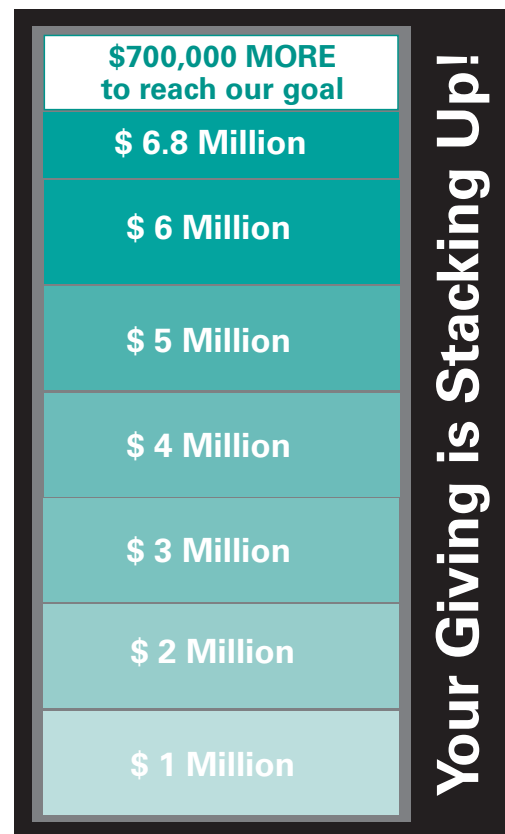 $700,000 MORE
to reach our goal
$ 6.8 Million
$ 6 Million
$ 5 Million
$ 4 Million
$ 3 Million
$ 2 Million
$ 1 Million
Your Giving is Stacking Up!